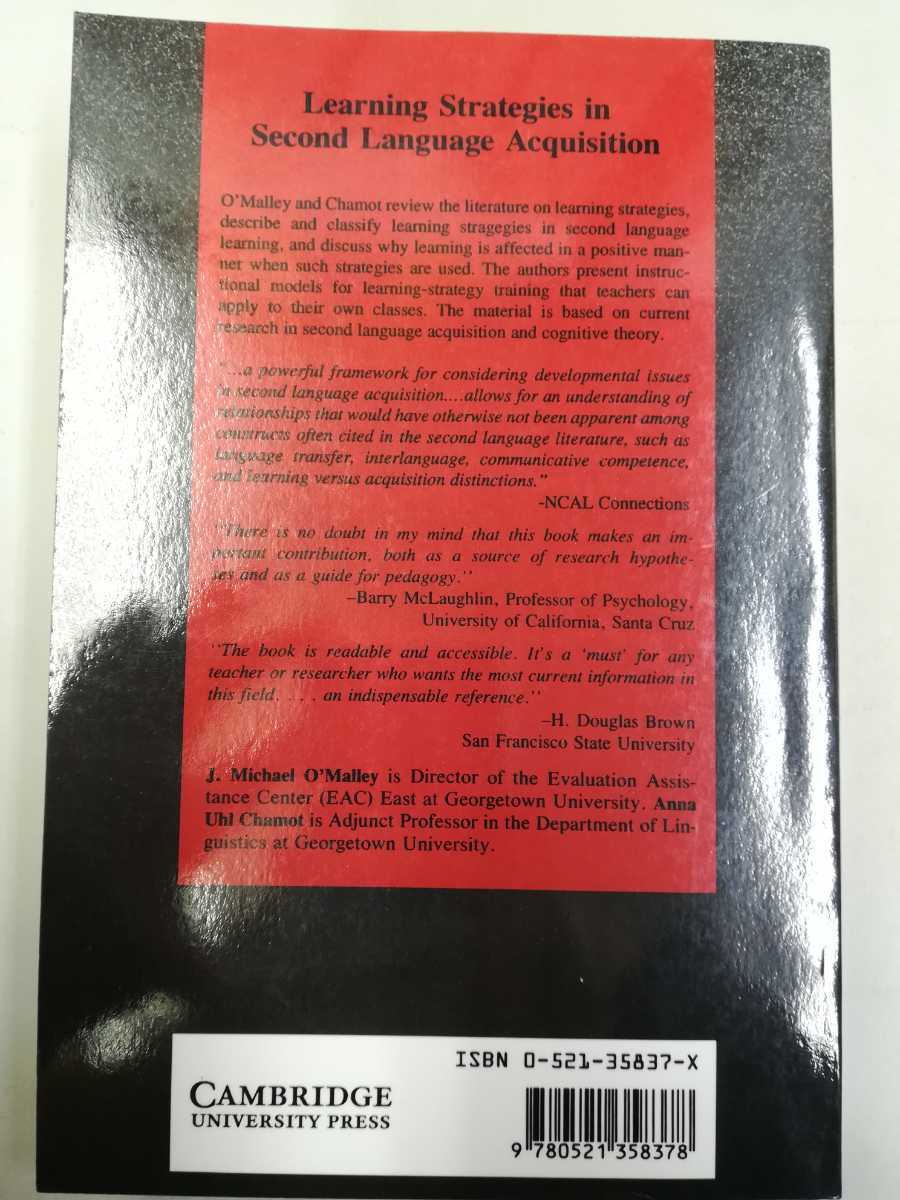 Learning Strategies in
Second Language Acquisition
O'Malley and Chamot review the literature on learning strategies,
describe and classify learning stragegies in second language
learning, and discuss why learning is affected in a positive man-
ner when such strategies are used. The authors present instruc-
tional models for learning-strategy training that teachers can
apply to their own classes. The material is based on current
research in second language acquisition and cognitive theory.
"...a powerful framework for considering developmental issues
in second language acquisition....allows for an understanding of
relationships that would have otherwise not been apparent among
constructs often cited in the second language literature, such as
language transfer, interlanguage, communicative competence,
and learning versus acquisition distinctions."
-NCAL Connections
"There is no doubt in my mind that this book makes an im-
portant contribution, both as a source of research hypothe-
ses and as a guide for pedagogy."
–Barry McLaughlin, Professor of Psychology,
University of California, Santa Cruz
"The book is readable and accessible. It's a 'must' for any
teacher or researcher who wants the most current information in
this field. . . . an indispensable reference."
–H. Douglas Brown
San Francisco State University
J. Michael O'Malley is Director of the Evaluation Assis-
tance Center (EAC) East at Georgetown University. Anna
Uhl Chamot is Adjunct Professor in the Department of Lin-
guistics at Georgetown University.
ISBN 0-521-35837-X
CAMBRIDGE
UNIVERSITY PRESS
9 780521 358378